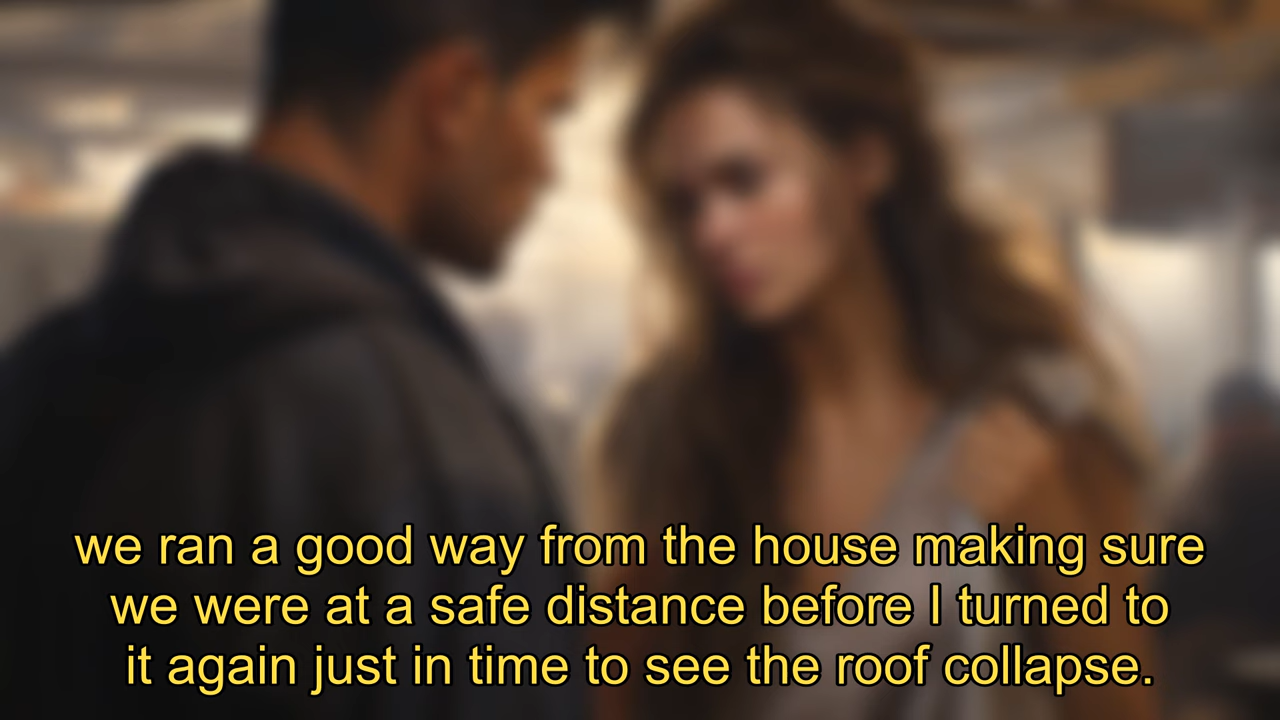 we ran a good way from the house making sure
we were at a safe distance before I turned to
it again just in time to see the roof collapse.